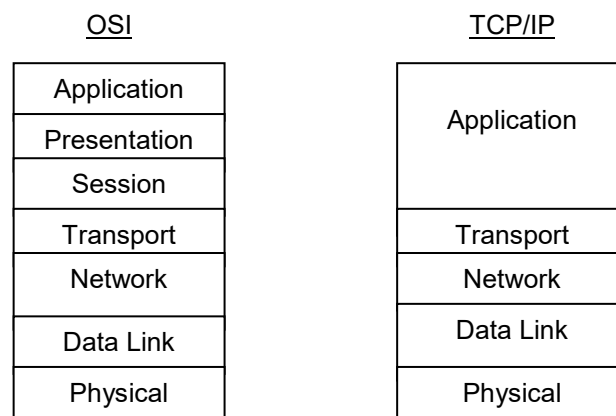 OSI
Application
Presentation
Session
Transport
Network
Data Link
Physical
TCP/IP
Application
Transport
Network
Data Link
Physical